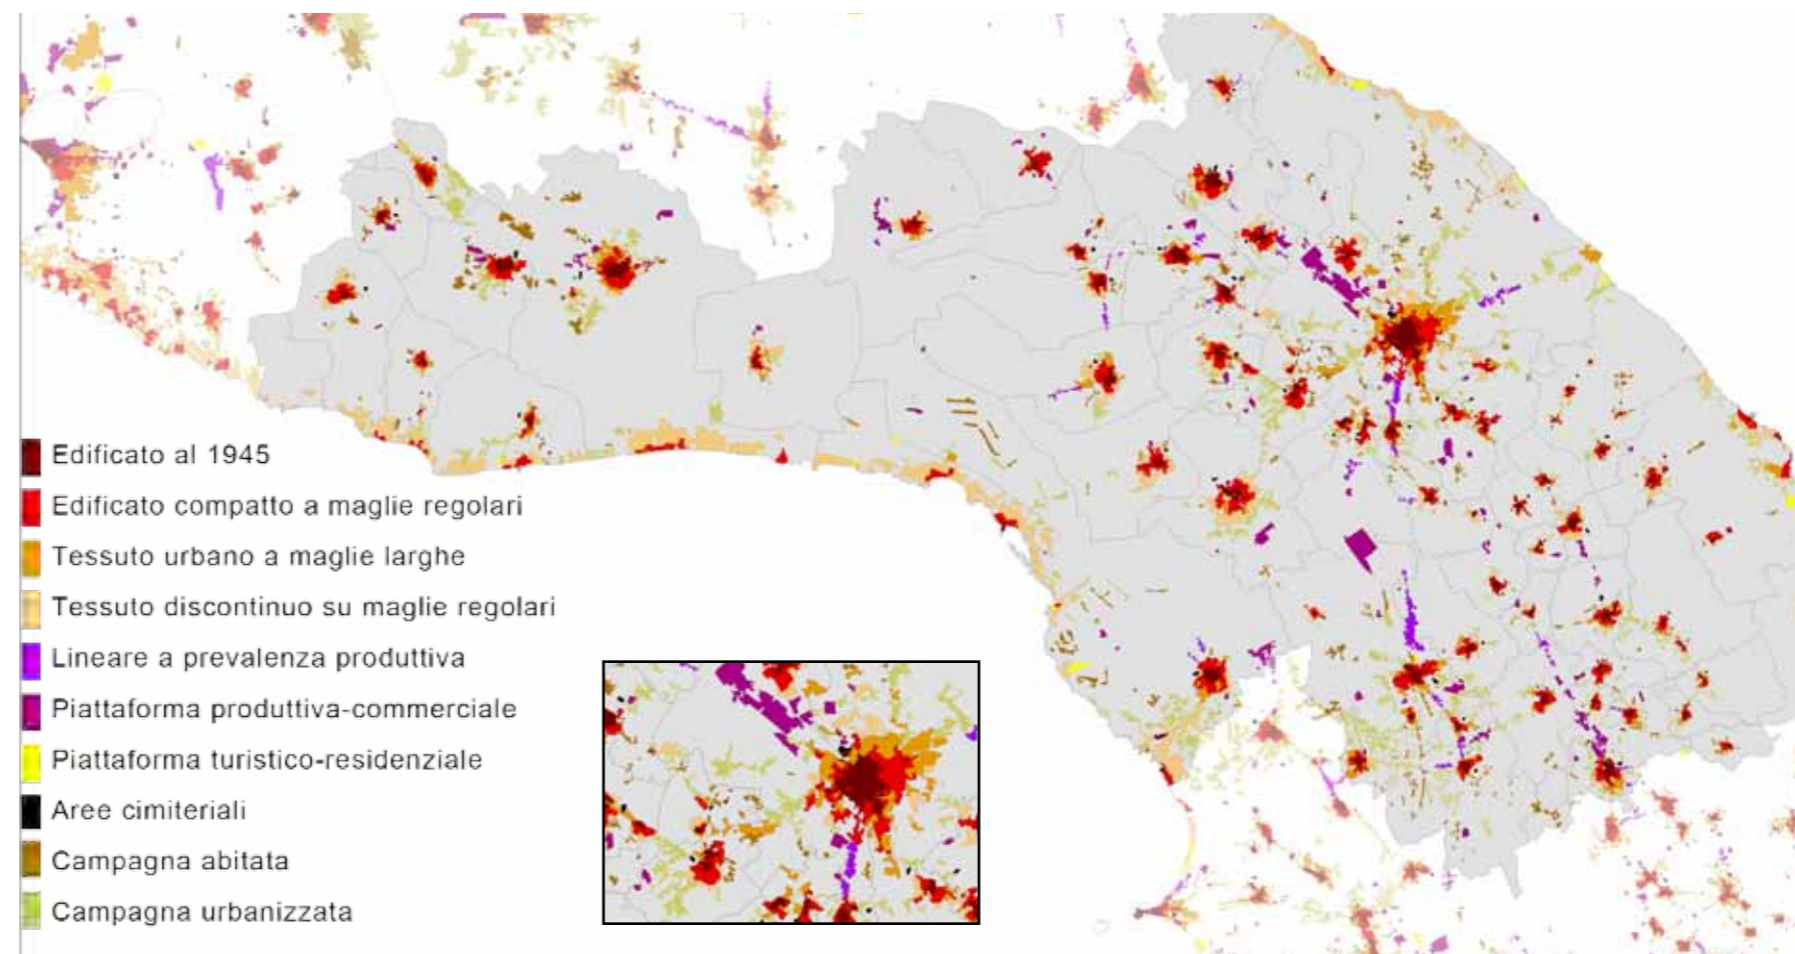 Edificato al 1945
Edificato compatto a maglie regolari
Tessuto urbano a maglie larghe
Tessuto discontinuo su maglie regolari
Lineare a prevalenza produttiva
Piattaforma produttiva-commerciale
Piattaforma turistico-residenziale
Aree cimiteriali
Campagna abitata
Campagna urbanizzata